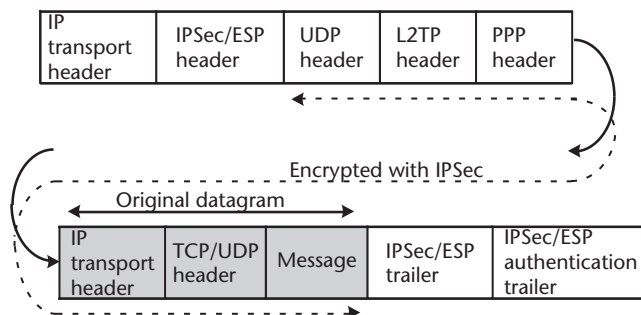 IP
transport
header
IPSec/ESP
header
UDP
header
L2TP
header
PPP
header
Encrypted with IPSec
Original datagram
IP
transport
header
TCP/UDP
header
Message
IPSec/ESP
trailer
IPSec/ESP
authentication
trailer